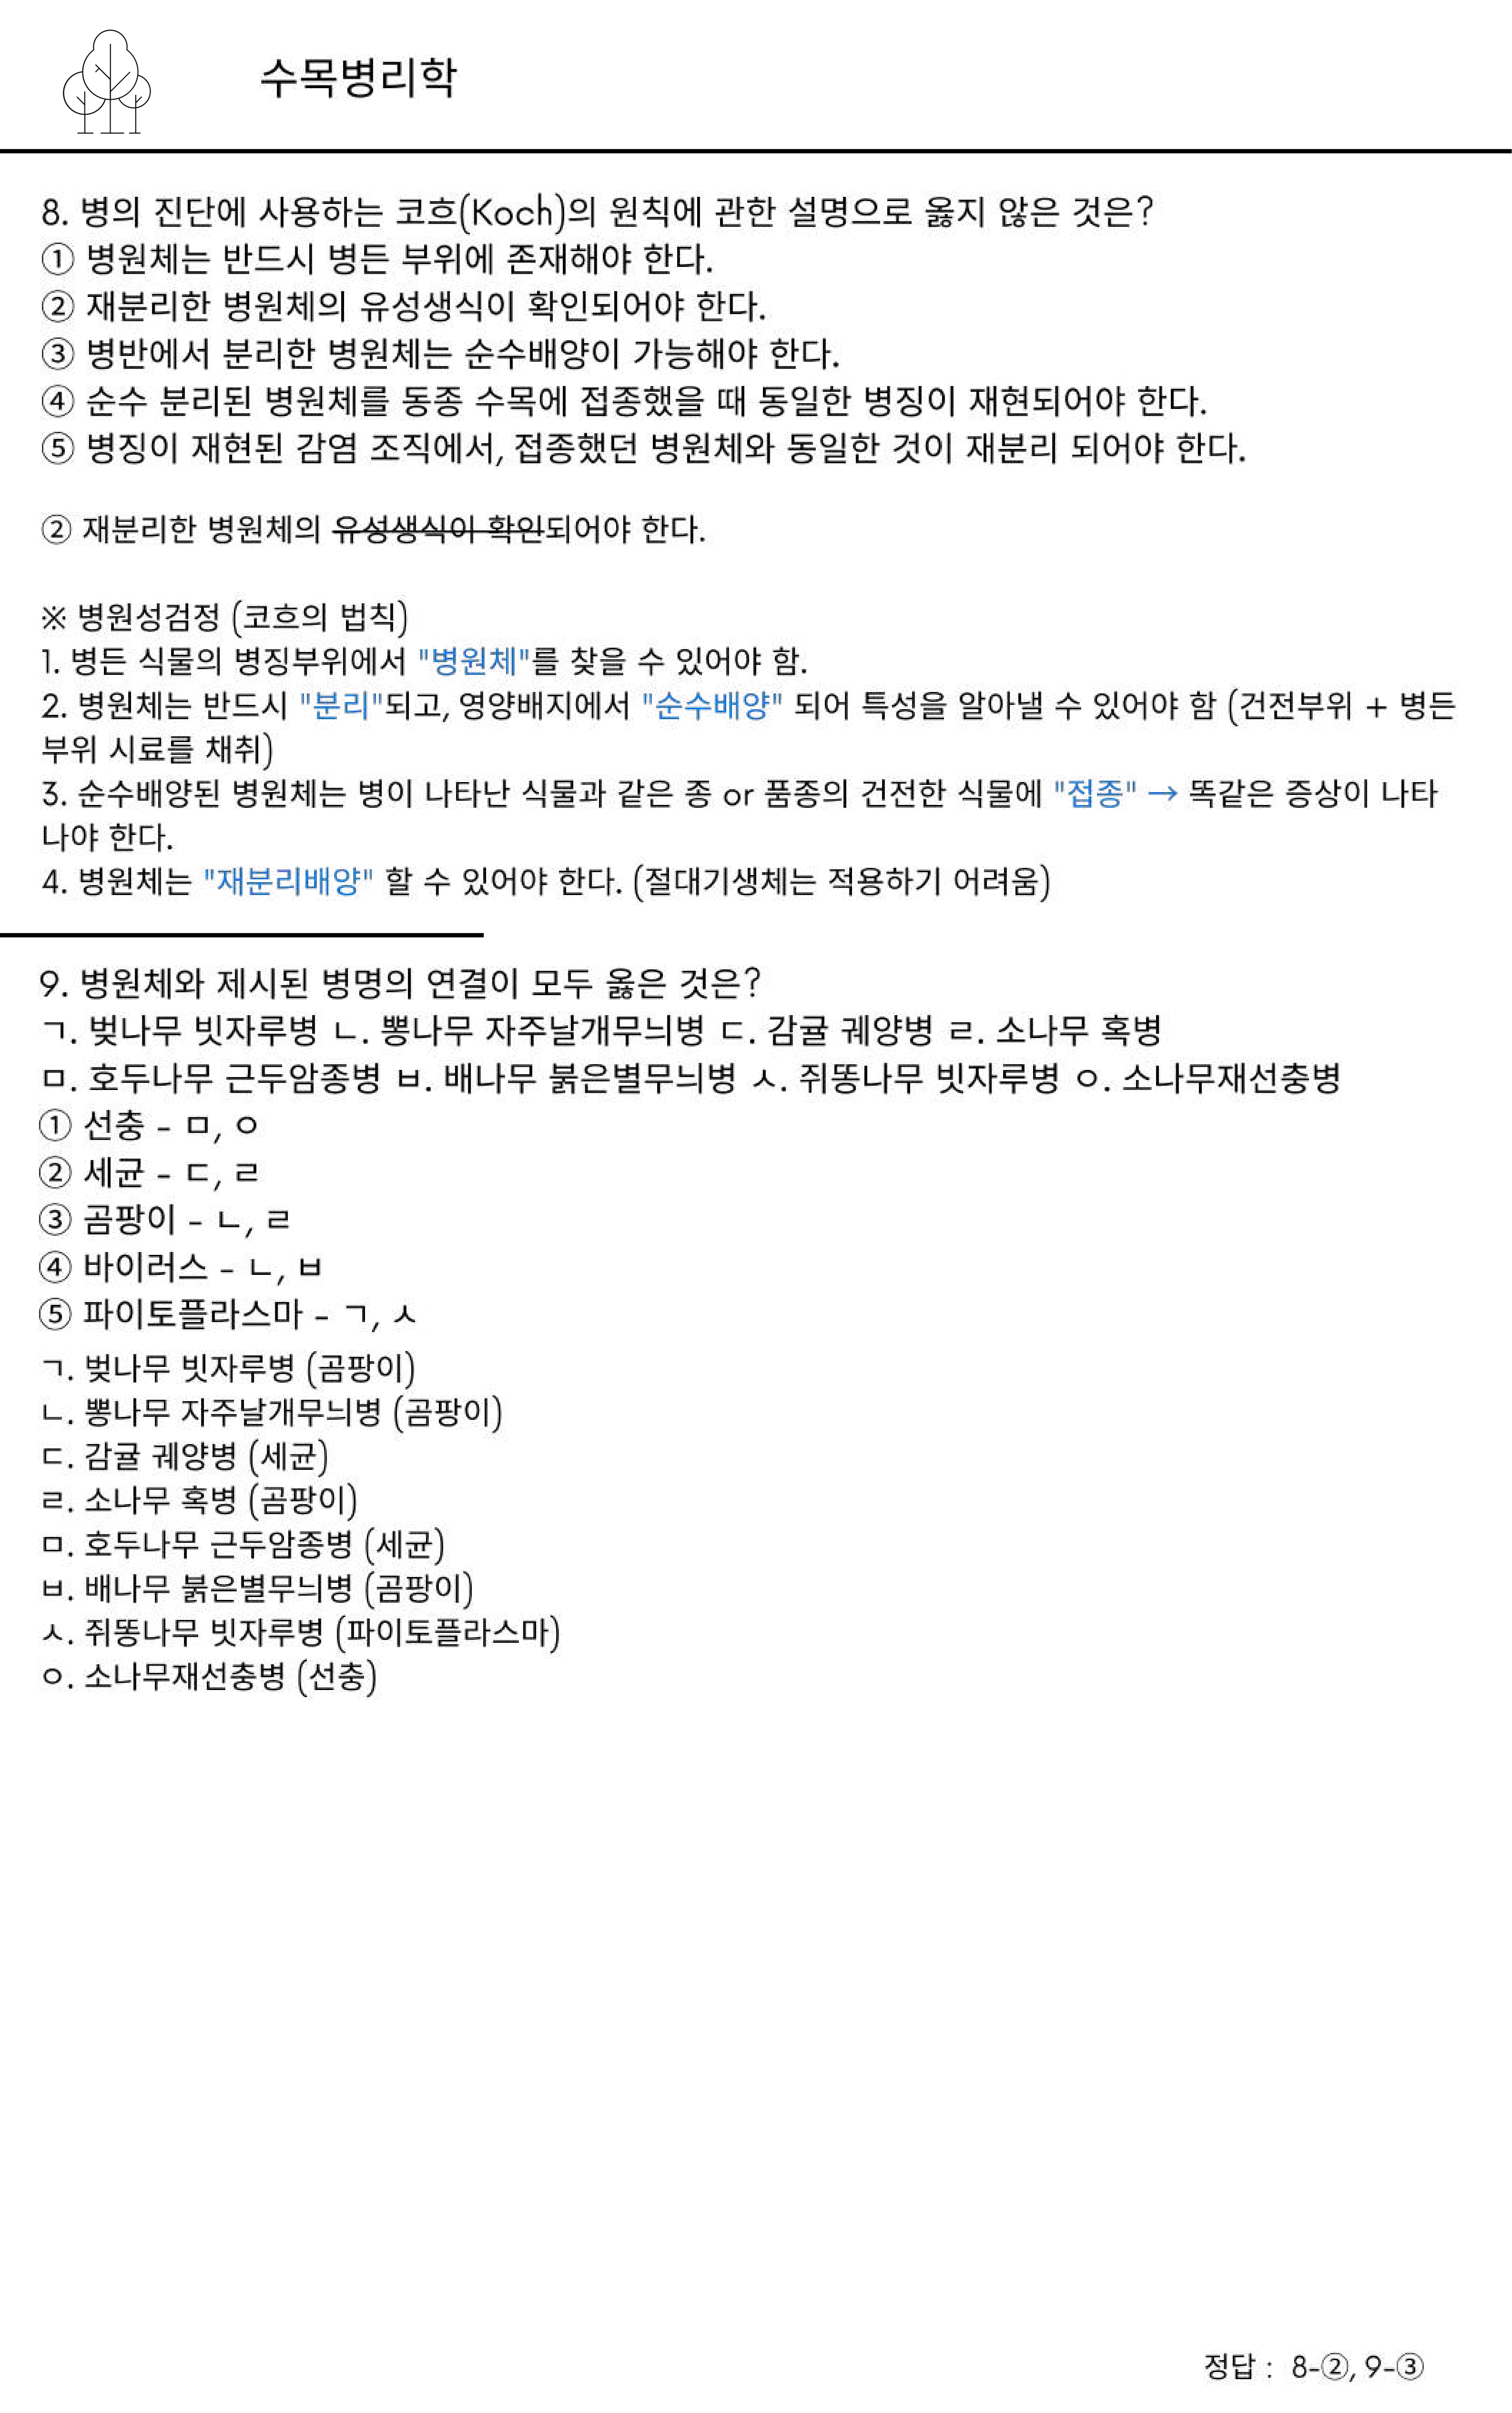 수목병리학
8. 병의 진단에 사용하는 코흐(Koch)의 원칙에 관한 설명으로 옳지 않은 것은?
① 병원체는 반드시 병든 부위에 존재해야 한다.
② 재분리한 병원체의 유성생식이 확인되어야 한다.
③ 병반에서 분리한 병원체는 순수배양이 가능해야 한다.
④ 순수 분리된 병원체를 동종 수목에 접종했을 때 동일한 병징이 재현되어야 한다.
⑤ 병징이 재현된 감염 조직에서, 접종했던 병원체와 동일한 것이 재분리 되어야 한다.
② 재분리한 병원체의 유성생식이 확인되어야 한다.
※ 병원성검정 (코흐의 법칙)
1. 병든 식물의 병징부위에서 "병원체"를 찾을 수 있어야 함.
2. 병원체는 반드시 "분리"되고, 영양배지에서 "순수배양" 되어 특성을 알아낼 수 있어야 함 (건전부위 + 병든
부위 시료를 채취)
3. 순수배양된 병원체는 병이 나타난 식물과 같은 종 or 품종의 건전한 식물에 "접종" → 똑같은 증상이 나타
나야 한다.
4. 병원체는 "재분리배양" 할 수 있어야 한다. (절대기생체는 적용하기 어려움)
9. 병원체와 제시된 병명의 연결이 모두 옳은 것은?
ㄱ. 벚나무 빗자루병 ㄴ. 뽕나무 자주날개무늬병 ㄷ. 감귤 궤양병 ㄹ. 소나무 혹병
ㅁ. 호두나무 근두암종병 ㅂ. 배나무 붉은별무늬병 ㅅ. 쥐똥나무 빗자루병 ㅇ. 소나무재선충병
① 선충 - ㅁ, ㅇ
② 세균 - ㄷ, ㄹ
③ 곰팡이 - ㄴ, ㄹ
④ 바이러스 - ㄴ, ㅂ
⑤ 파이토플라스마 - ㄱ, ㅅ
ㄱ. 벚나무 빗자루병 (곰팡이)
ㄴ. 뽕나무 자주날개무늬병 (곰팡이)
ㄷ. 감귤 궤양병 (세균)
ㄹ. 소나무 혹병 (곰팡이)
ㅁ. 호두나무 근두암종병 (세균)
ㅂ. 배나무 붉은별무늬병 (곰팡이)
ㅅ. 쥐똥나무 빗자루병 (파이토플라스마)
ㅇ. 소나무재선충병 (선충)
정답 : 8-②, 9-③